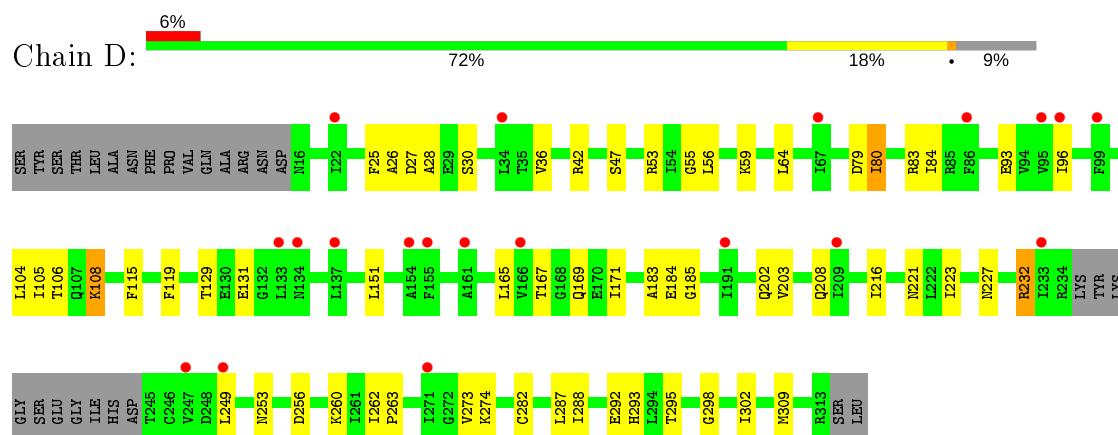 6%
Chain D:
72% 18% • 9%
SER TYR SER THR LEU ALA ASN PHE PRO VAL GLN ALA ARG ASN ASP N16 I22 F25 A26 D27 A28 E29 S30 L34 T35 V36 R42 S47 R53 I54 G55 L56 K59 L64 I67 D79 I80 R83 I84 R85 F86 E93 V94 V95 I96 F99
L104 I105 T106 Q107 K108 F115 F119 T129 E130 E131 G132 L133 N134 L137 L151 A154 F155 A161 L165 V166 T167 G168 Q169 E170 I171 A183 E184 G185 I191 Q202 V203 Q208 I209 I216 N221 L222 I223 N227 R232 I233 R234 LYS TYR LYS
GLY SER GLU GLY ILE HIS ASP T245 C246 V247 D248 L249 N253 D256 K260 I261 I262 P263 I271 G272 V273 K274 C282 L287 I288 E292 H293 L294 T295 G298 I302 M309 R313 SER LEU